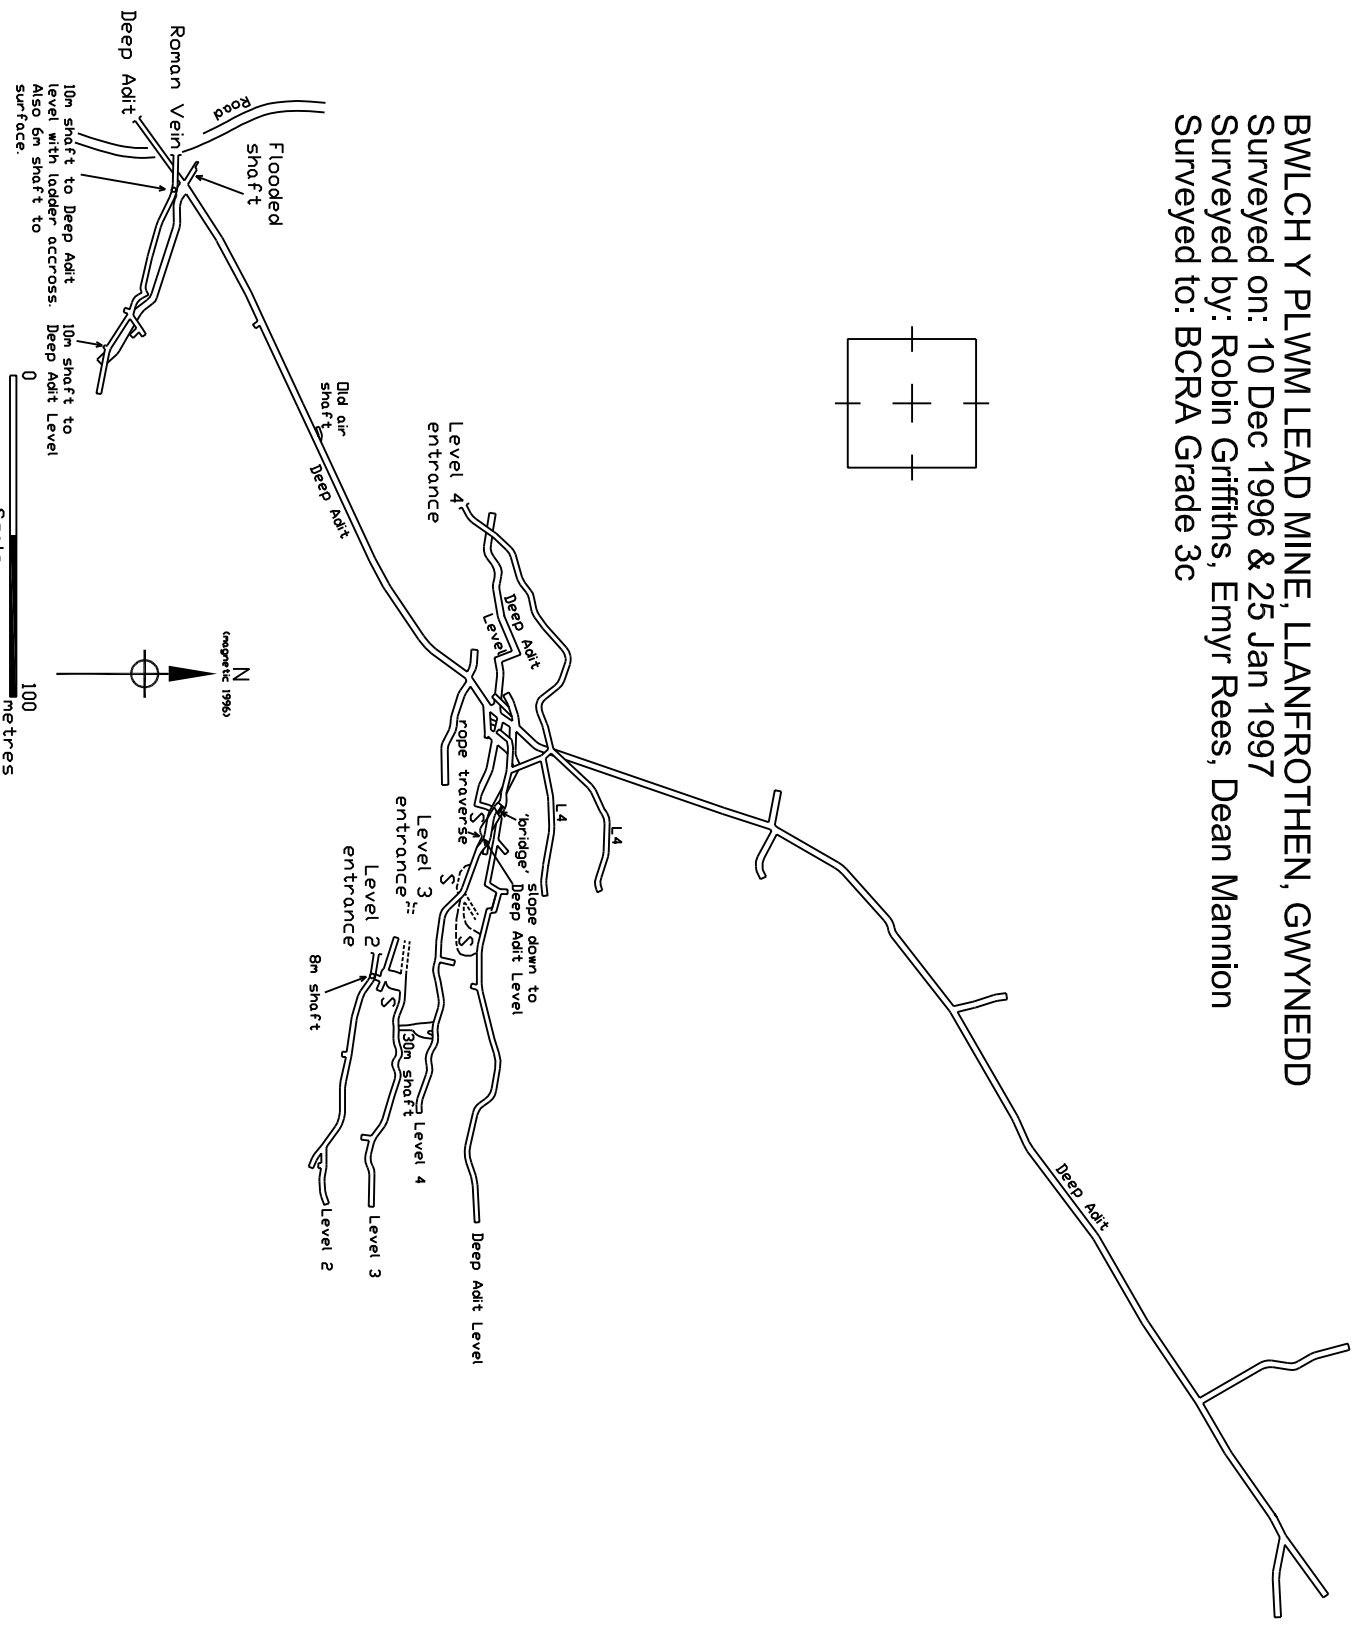 BWLCH Y PLWM LEAD MINE, LLANFROTHEN, GWYNEDD
Surveyed on: 10 Dec 1996 & 25 Jan 1997
Surveyed by: Robin Griffiths, Emyr Rees, Dean Mannion
Surveyed to: BCRA Grade 3c
Deep Adit
L4
L4
'bridge'
slope down to
Deep Adit Level
Deep Adit
Level
Level 4
entrance
rope traverse
S
S
S
S
Deep Adit Level
Level 3
entrance
Level 2
entrance
8m shaft
30m shaft
Level 4
Level 3
Level 2
Old air
shaft
Deep Adit
Flooded
shaft
Road
Roman Vein
Deep Adit
10m shaft to Deep Adit
level with ladder accross.
Also 6m shaft to
surface.
10m shaft to
Deep Adit Level
N
(magnetic 1996)
0
100
metres